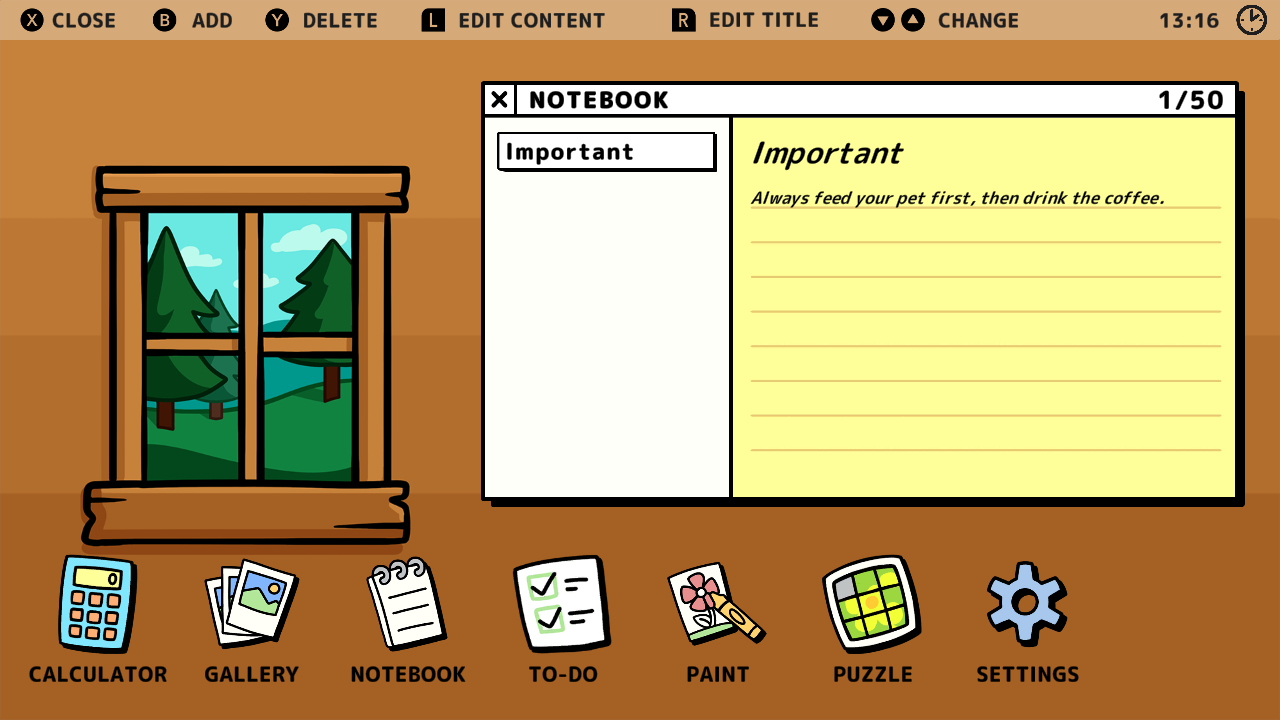 X CLOSE B ADD Y DELETE L EDIT CONTENT R EDIT TITLE CHANGE 13:16
NOTEBOOK 1/50
Important
Important
Always feed your pet first, then drink the coffee.
0
CALCULATOR GALLERY NOTEBOOK TO-DO PAINT PUZZLE SETTINGS